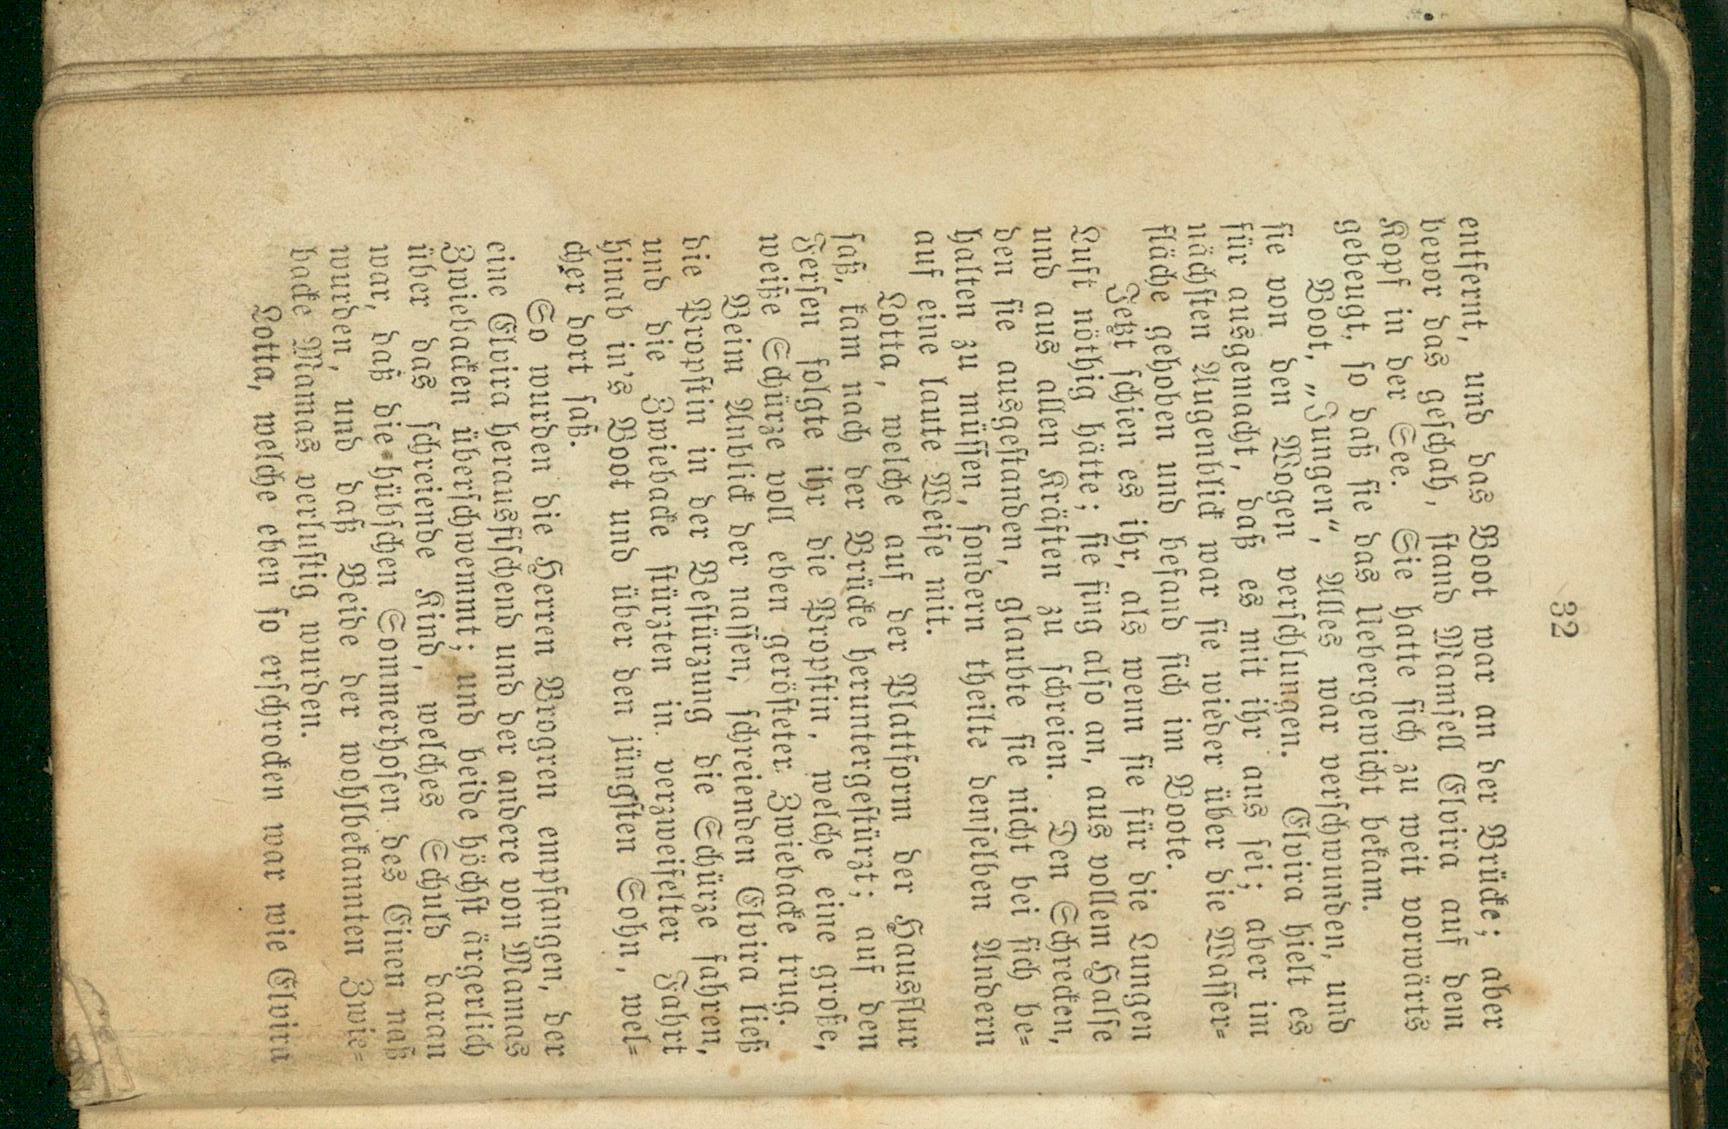 32
entfernt, und das Boot war an der Brücke; aber
bevor das geschah, stand Mamsell Elvira auf dem
Kopf in der See. Sie hatte sich zu weit vorwärts
gebeugt, so daß sie das Uebergewicht bekam.
Boot, „Jungen“, Alles war verschwunden, und
sie von den Wogen verschlungen. Elvira hielt es
für ausgemacht, daß es mit ihr aus sei; aber im
nächsten Augenblick war sie wieder über die Wasser-
fläche gehoben und befand sich im Boote.
Jetzt schien es ihr, als wenn sie für die Lungen
Luft nöthig hätte; sie fing also an, aus vollem Halse
und aus allen Kräften zu schreien. Den Schrecken,
den sie ausgestanden, glaubte sie nicht bei sich be-
halten zu müssen, sondern theilte denselben Andern
auf eine laute Weise mit.
Lotta, welche auf der Plattform der Hausflur
saß, kam nach der Brücke heruntergestürzt; auf den
Fersen folgte ihr die Propstin, welche eine große,
weiße Schürze voll eben gerösteter Zwiebacke trug.
Beim Anblick der nassen, schreienden Elvira ließ
die Propstin in der Bestürzung die Schürze fahren,
und die Zwiebacke stürzten in verzweifelter Fahrt
hinab in's Boot und über den jüngsten Sohn, wel-
cher dort saß.
So wurden die Herren Brogren empfangen, der
eine Elvira herausfischend und der andere von Mamas
Zwiebacken überschwemmt; und beide höchst ärgerlich
über das schreiende Kind, welches Schuld daran
war, daß die hübschen Sommerhosen des Einen naß
wurden, und daß Beide der wohlbekannten Zwie-
backe Mamas verlustig wurden.
Lotta, welche eben so erschrocken war wie Elvira